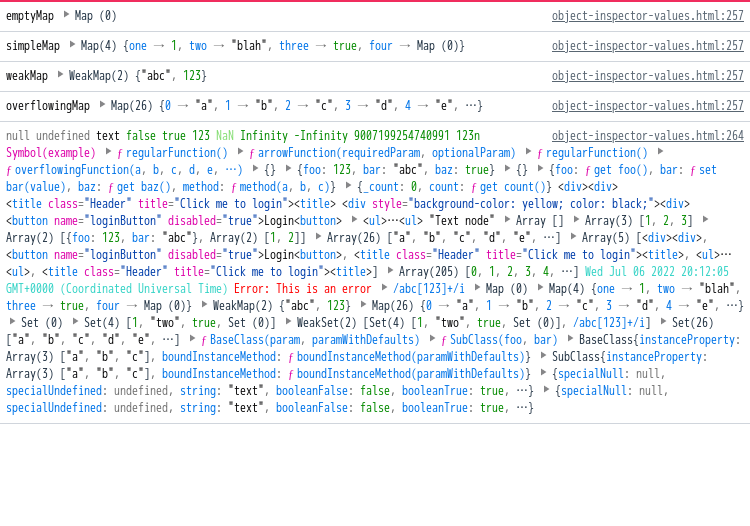 emptyMap ▶ Map (0) object-inspector-values.html:257
simpleMap ▶ Map(4) {one → 1, two → "blah", three → true, four → Map (0)} object-inspector-values.html:257
weakMap ▶ WeakMap(2) {"abc", 123} object-inspector-values.html:257
overflowingMap ▶ Map(26) {0 → "a", 1 → "b", 2 → "c", 3 → "d", 4 → "e", …} object-inspector-values.html:257
null undefined text false true 123 NaN Infinity -Infinity 9007199254740991 123n object-inspector-values.html:264
Symbol(example) ▶ ƒ regularFunction() ▶ ƒ arrowFunction(requiredParam, optionalParam) ▶ ƒ regularFunction() ▶
ƒ overflowingFunction(a, b, c, d, e, …) ▶ {} ▶ {foo: 123, bar: "abc", baz: true} ▶ {} ▶ {foo: ƒ get foo(), bar: ƒ set
bar(value), baz: ƒ get baz(), method: ƒ method(a, b, c)} ▶ {_count: 0, count: ƒ get count()} <div><div>
<title class="Header" title="Click me to login"><title> <div style="background-color: yellow; color: black;"><div>
<button name="loginButton" disabled="true">Login<button> ▶ <ul>…<ul> "Text node" ▶ Array [] ▶ Array(3) [1, 2, 3] ▶
Array(2) [{foo: 123, bar: "abc"}, Array(2) [1, 2]] ▶ Array(26) ["a", "b", "c", "d", "e", …] ▶ Array(5) [<div><div>,
<button name="loginButton" disabled="true">Login<button>, <title class="Header" title="Click me to login"><title>, <ul>…
<ul>, <title class="Header" title="Click me to login"><title>] ▶ Array(205) [0, 1, 2, 3, 4, …] Wed Jul 06 2022 20:12:05
GMT+0000 (Coordinated Universal Time) Error: This is an error ▶ /abc[123]+/i ▶ Map (0) ▶ Map(4) {one → 1, two → "blah",
three → true, four → Map (0)} ▶ WeakMap(2) {"abc", 123} ▶ Map(26) {0 → "a", 1 → "b", 2 → "c", 3 → "d", 4 → "e", …}
▶ Set (0) ▶ Set(4) [1, "two", true, Set (0)] ▶ WeakSet(2) [Set(4) [1, "two", true, Set (0)], /abc[123]+/i] ▶ Set(26)
["a", "b", "c", "d", "e", …] ▶ ƒ BaseClass(param, paramWithDefaults) ▶ ƒ SubClass(foo, bar) ▶ BaseClass{instanceProperty:
Array(3) ["a", "b", "c"], boundInstanceMethod: ƒ boundInstanceMethod(paramWithDefaults)} ▶ SubClass{instanceProperty:
Array(3) ["a", "b", "c"], boundInstanceMethod: ƒ boundInstanceMethod(paramWithDefaults)} ▶ {specialNull: null,
specialUndefined: undefined, string: "text", booleanFalse: false, booleanTrue: true, …} ▶ {specialNull: null,
specialUndefined: undefined, string: "text", booleanFalse: false, booleanTrue: true, …}